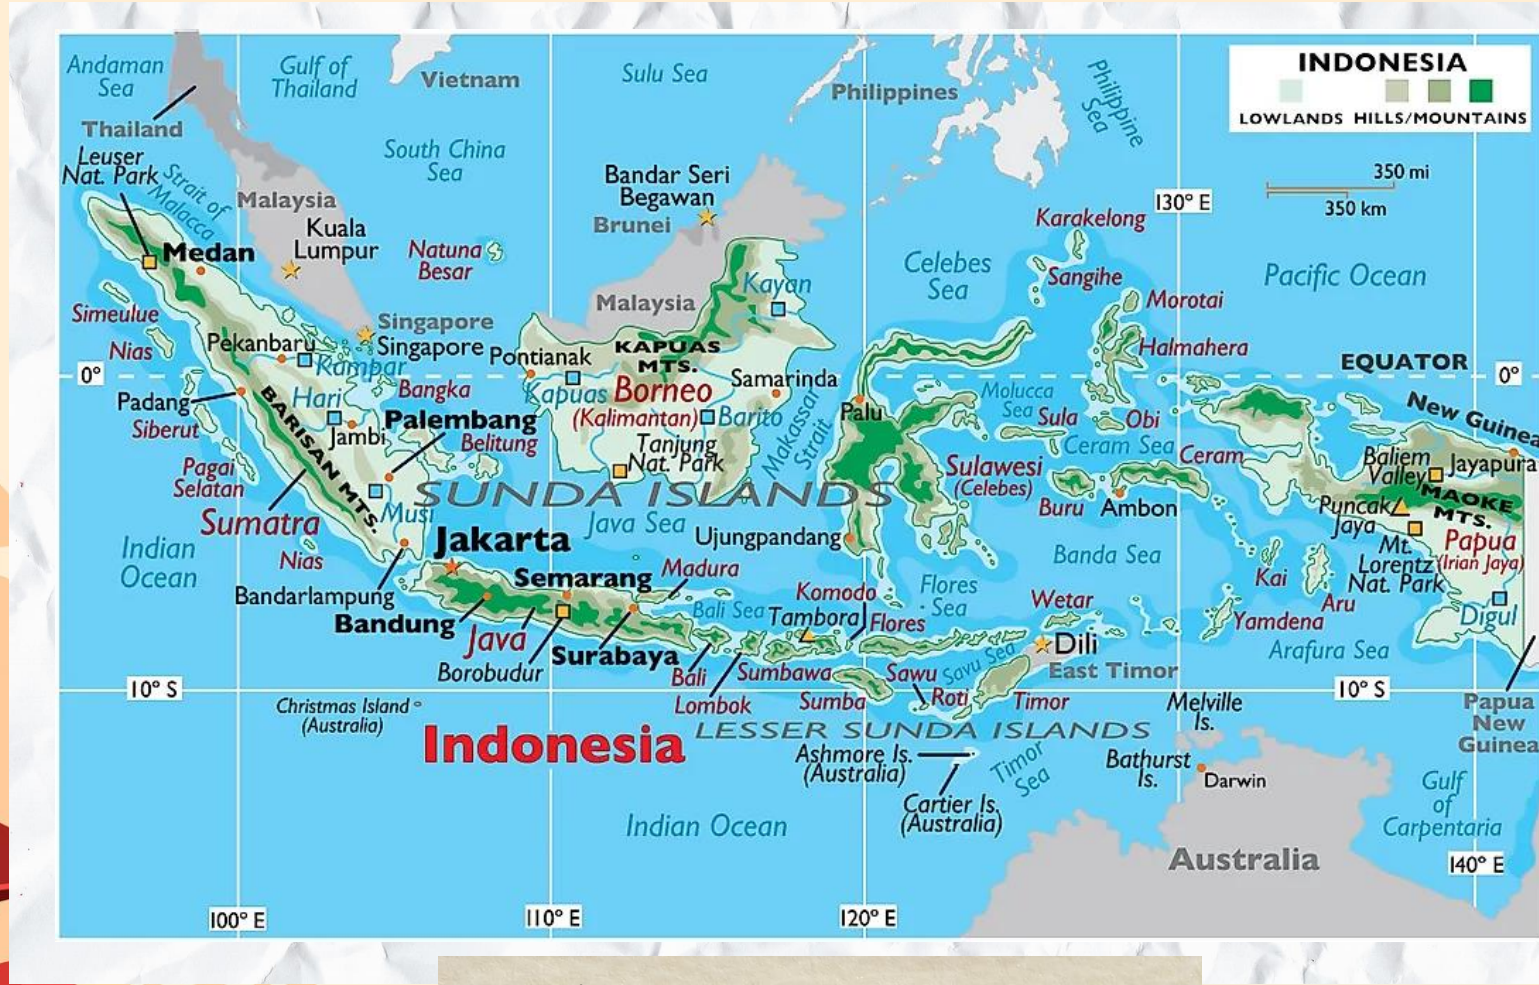 INDONESIA
LOWLANDS HILLS/MOUNTAINS
350 mi
350 km
Andaman
Sea
Gulf of
Thailand
Vietnam
Sulu Sea
Philippines
Philippine
Sea
Thailand
Leuser
Nat. Park
Strait of
Malacca
Malaysia
South China
Sea
Kuala
Lumpur
Bandar Seri
Begawan
Brunei
130° E
Karakelong
Medan
Natuna
Besar
Celebes
Sea
Sangihe
Pacific Ocean
Kayan
Malaysia
Morotai
Simeulue
Singapore
Singapore
Nias
Pekanbaru
Kampar
Pontianak
KAPUAS
MTS.
Halmahera
EQUATOR
0°
0°
Padang
Hari
Bangka
Kapuas
Borneo
(Kalimantan)
Samarinda
Barito
Makassar
Strait
Palu
Molucca
Sea
Sula
Obi
New Guinea
Siberut
BARISAN MTS.
Jambi
Palembang
Belitung
Tanjung
Nat. Park
Ceram Sea
Ceram
Baliem
Valley
Jayapura
Pagai
Selatan
Sulawesi
(Celebes)
Buru
Ambon
SUNDA ISLANDS
MAOKE
MTS.
Puncak
Jaya
Sumatra
Musi
Java Sea
Ujungpandang
Banda Sea
Mt.
Lorentz
Nat. Park
Papua
(Irian Jaya)
Indian
Ocean
Nias
Jakarta
Semarang
Madura
Komodo
Flores
Sea
Kai
Aru
Bandarlampung
Bandung
Java
Bali Sea
Tambora
Flores
Wetar
Yamdena
Digul
Borobudur
Surabaya
Bali
Sumbawa
Sawu
Savu Sea
Dili
East Timor
Arafura Sea
10° S
10° S
Christmas Island
(Australia)
Lombok
Sumba
Roti
Timor
Melville
Is.
Papua
New
Guinea
Indonesia
LESSER SUNDA ISLANDS
Ashmore Is.
(Australia)
Timor
Sea
Bathurst
Is.
Darwin
Cartier Is.
(Australia)
Gulf
of
Carpentaria
Indian Ocean
Australia
140° E
100° E
110° E
120° E